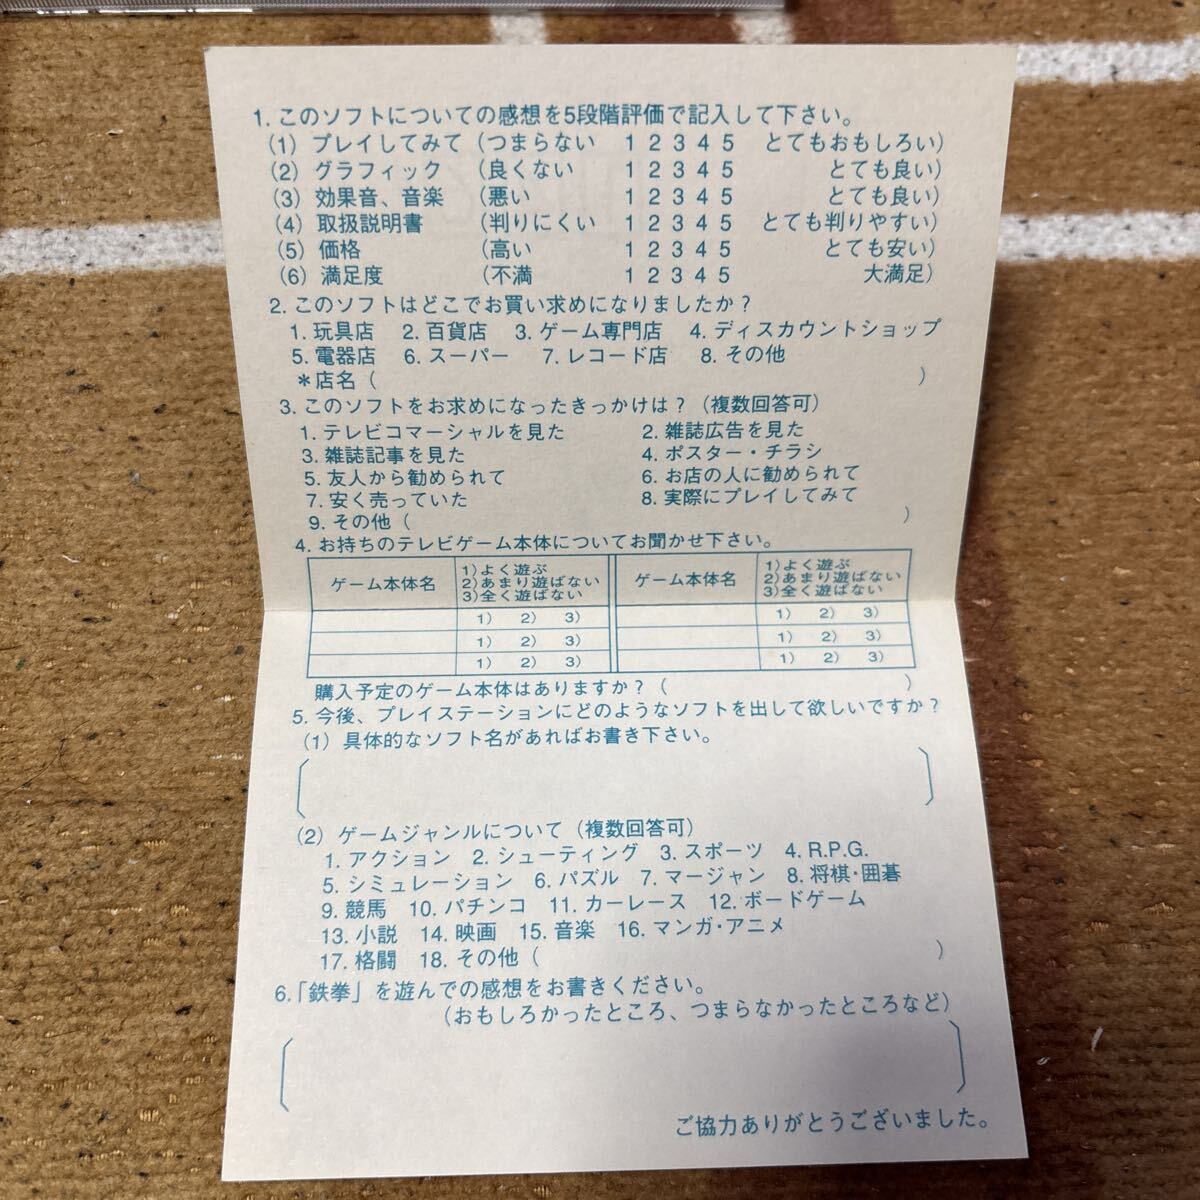 1. このソフトについての感想を5段階評価で記入して下さい。
(1) プレイしてみて (つまらない 1 2 3 4 5 とてもおもしろい)
(2) グラフィック (良くない 1 2 3 4 5 とても良い)
(3) 効果音、音楽 (悪い 1 2 3 4 5 とても良い)
(4) 取扱説明書 (判りにくい 1 2 3 4 5 とても判りやすい)
(5) 価格 (高い 1 2 3 4 5 とても安い)
(6) 満足度 (不満 1 2 3 4 5 大満足)
2. このソフトはどこでお買い求めになりましたか？
1. 玩具店 2. 百貨店 3. ゲーム専門店 4. ディスカウントショップ
5. 電器店 6. スーパー 7. レコード店 8. その他
＊店名 ( )
3. このソフトをお求めになったきっかけは？ (複数回答可)
1. テレビコマーシャルを見た 2. 雑誌広告を見た
3. 雑誌記事を見た 4. ポスター・チラシ
5. 友人から勧められて 6. お店の人に勧められて
7. 安く売っていた 8. 実際にプレイしてみて
9. その他 ( )
4. お持ちのテレビゲーム本体についてお聞かせ下さい。
ゲーム本体名 1)よく遊ぶ 2)あまり遊ばない 3)全く遊ばない ゲーム本体名 1)よく遊ぶ 2)あまり遊ばない 3)全く遊ばない
1) 2) 3) 1) 2) 3)
1) 2) 3) 1) 2) 3)
1) 2) 3) 1) 2) 3)
購入予定のゲーム本体はありますか？ ( )
5. 今後、プレイステーションにどのようなソフトを出して欲しいですか？
(1) 具体的なソフト名があればお書き下さい。
(2) ゲームジャンルについて (複数回答可)
1. アクション 2. シューティング 3. スポーツ 4. R.P.G.
5. シミュレーション 6. パズル 7. マージャン 8. 将棋・囲碁
9. 競馬 10. パチンコ 11. カーレース 12. ボードゲーム
13. 小説 14. 映画 15. 音楽 16. マンガ・アニメ
17. 格闘 18. その他 ( )
6.「鉄拳」を遊んでの感想をお書きください。
(おもしろかったところ、つまらなかったところなど)
ご協力ありがとうございました。